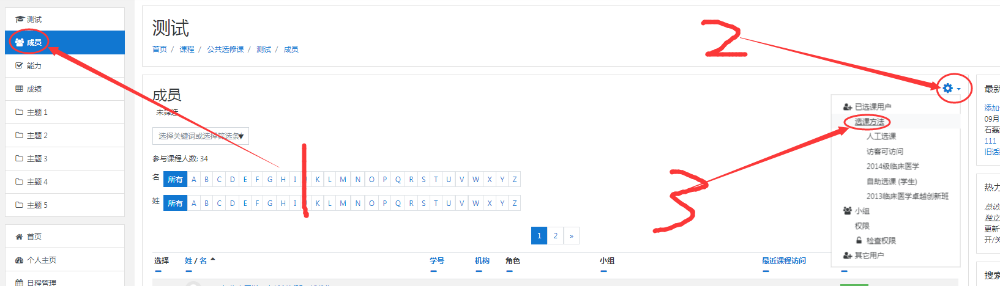 测试
成员
能力
成绩
主题 1
主题 2
主题 3
主题 4
主题 5
首页
个人主页
日程管理
测试
首页 / 课程 / 公共选修课 / 测试 / 成员
2
成员
未筛选
选择关键词或选择筛选条
参与课程人数: 34
名 所有 A B C D E F G H I J K L M N O P Q R S T U V W X Y Z
姓 所有 A B C D E F G H I J K L M N O P Q R S T U V W X Y Z
1
3
1 2 »
选择 姓 / 名 学号 机构 角色 小组 最近课程访问
已选课用户
选课方法
人工选课
访客可访问
2014级临床医学
自助选课 (学生)
2013临床医学卓越创新班
小组
权限
检查权限
其它用户
最新
添加
09月
石磊
111
旧话
热力
总访
独立
更新
开/关
搜索